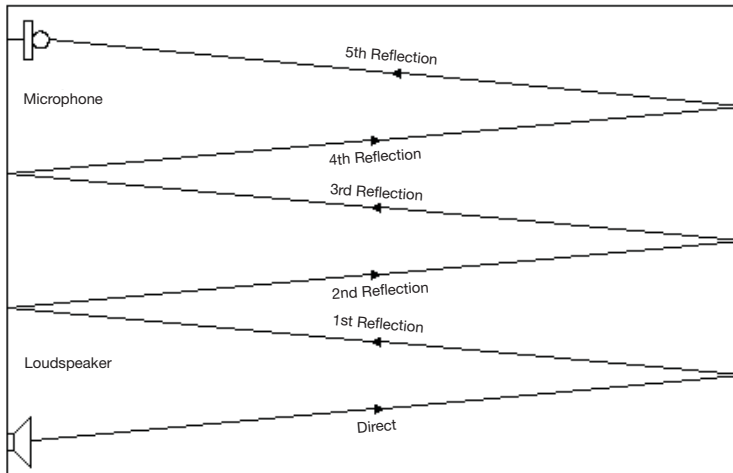 5th Reflection
Microphone
4th Reflection
3rd Reflection
2nd Reflection
1st Reflection
Loudspeaker
Direct